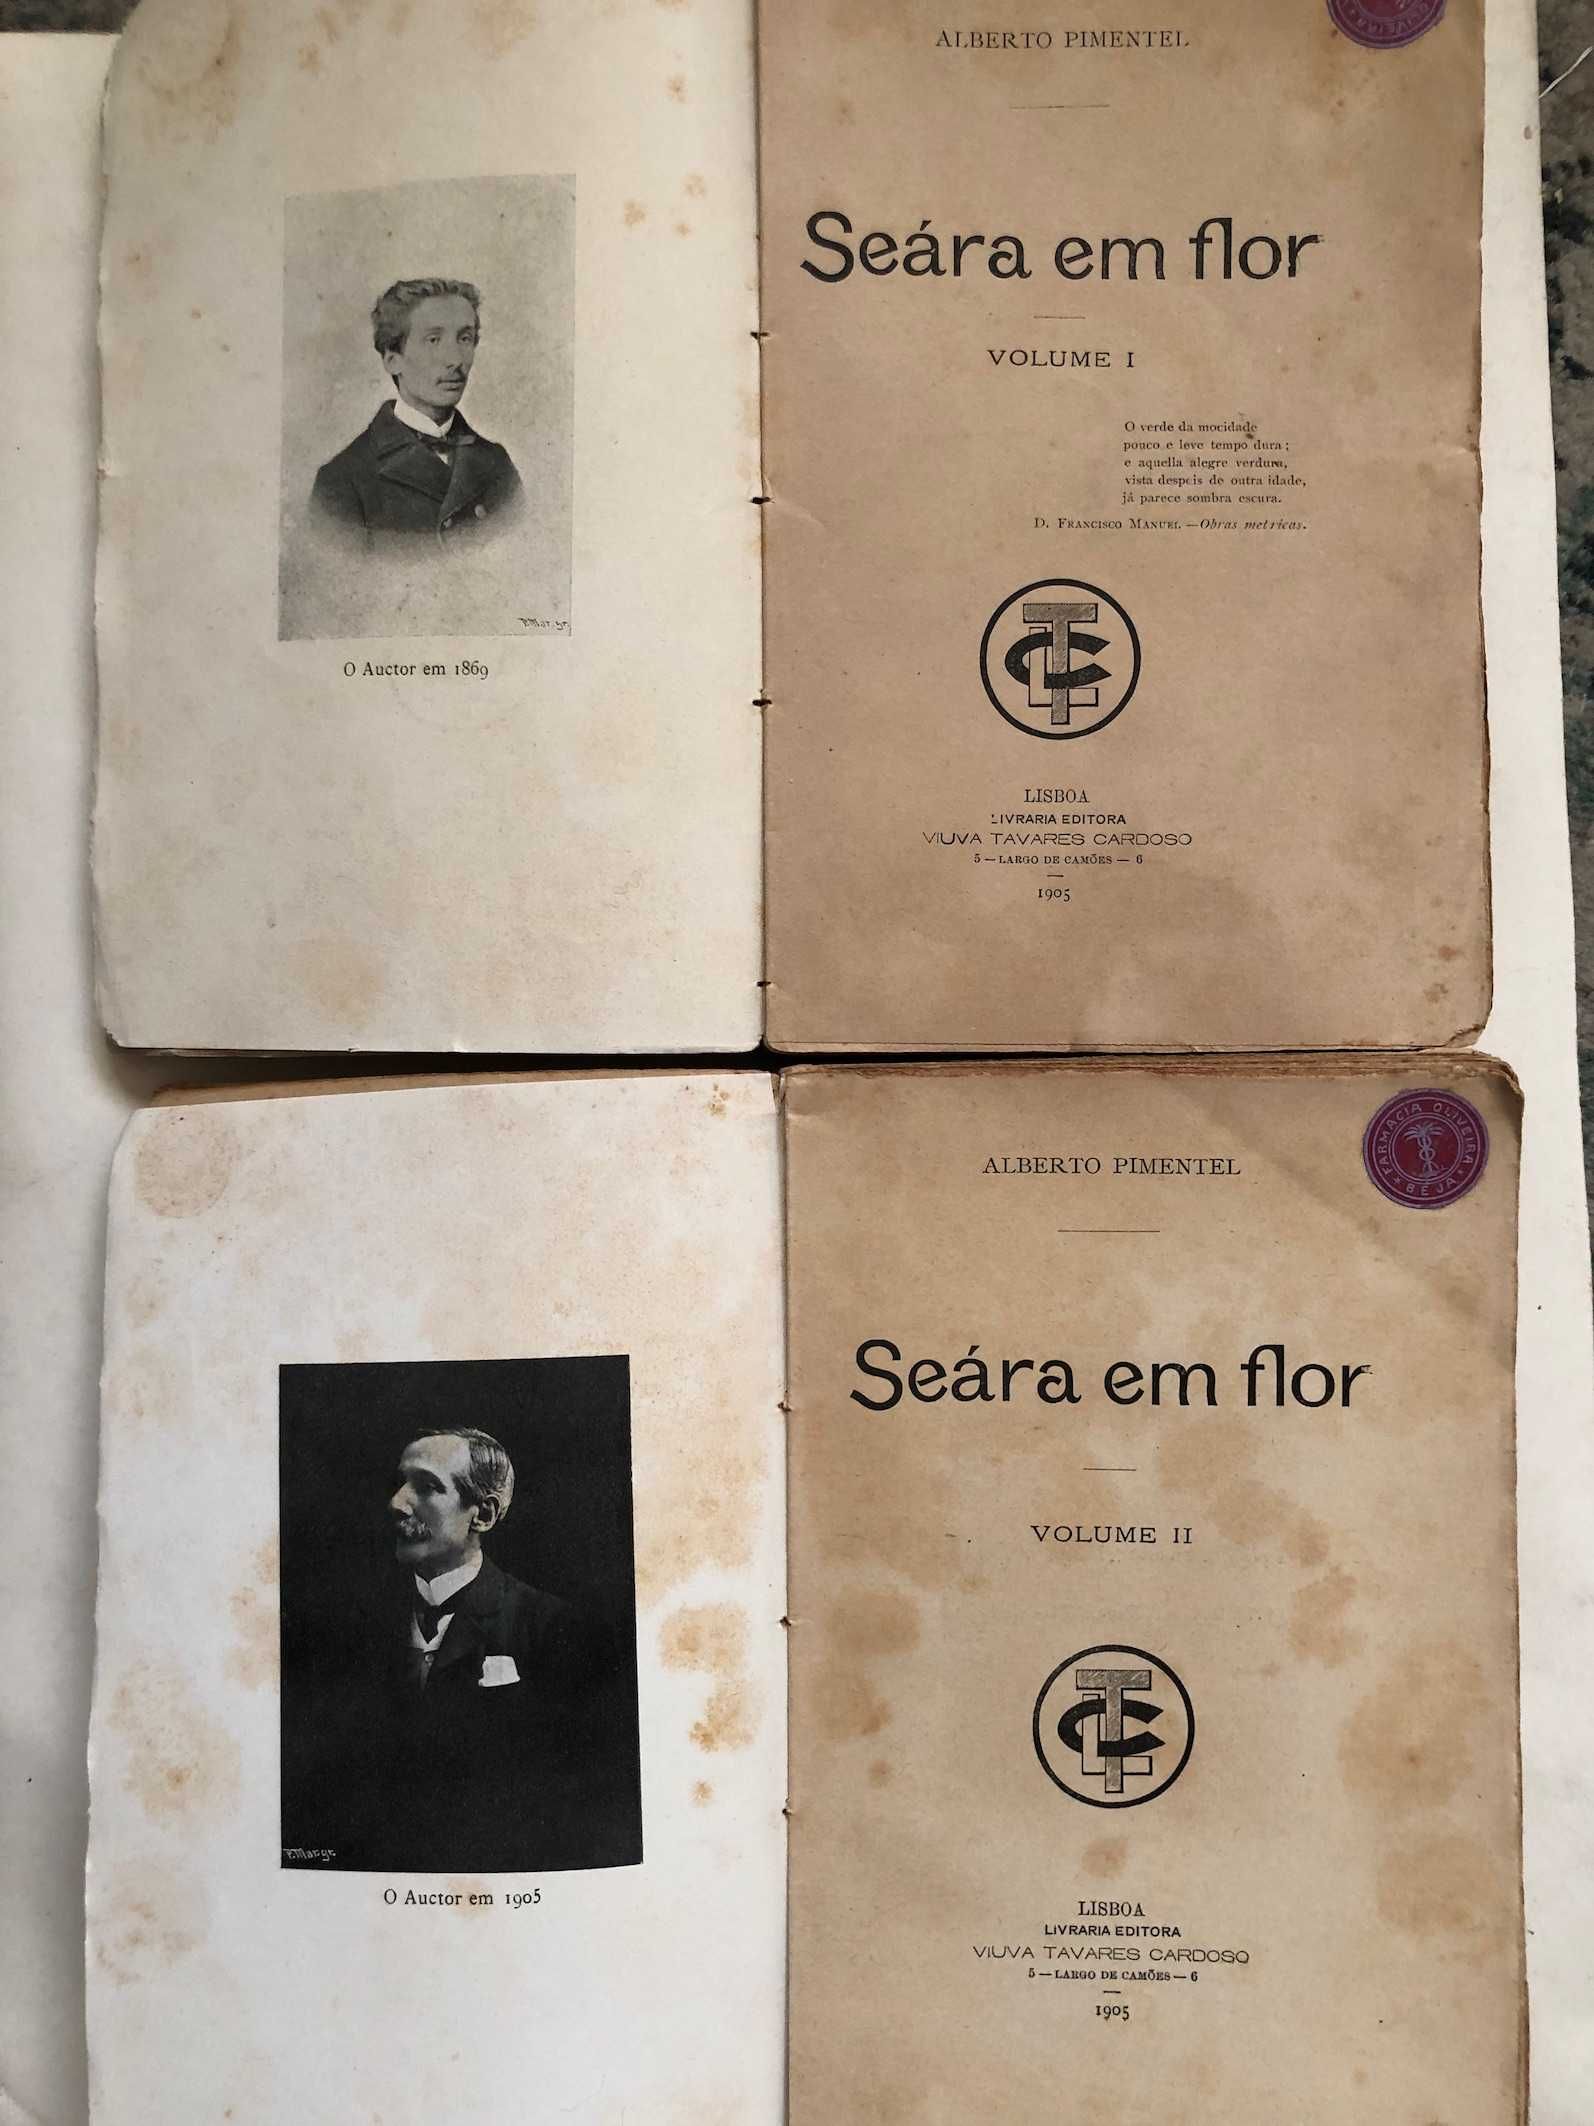 ALBERTO PIMENTEL
Seára em flor
VOLUME I
O verde da mocidade
pouco e leve tempo dura;
e aquella alegre verdura,
vista despois de outra idade,
já parece sombra escura.
D. FRANCISCO MANUEL.—Obras metricas.
TCL
LISBOA
LIVRARIA EDITORA
VIUVA TAVARES CARDOSO
5 — LARGO DE CAMÕES — 6
1905
O Auctor em 1869
ALBERTO PIMENTEL
FARMACIA OLIVEIRA
* BEJA *
Seára em flor
VOLUME II
TCL
LISBOA
LIVRARIA EDITORA
VIUVA TAVARES CARDOSO
5 — LARGO DE CAMÕES — 6
1905
P. Marge
O Auctor em 1905